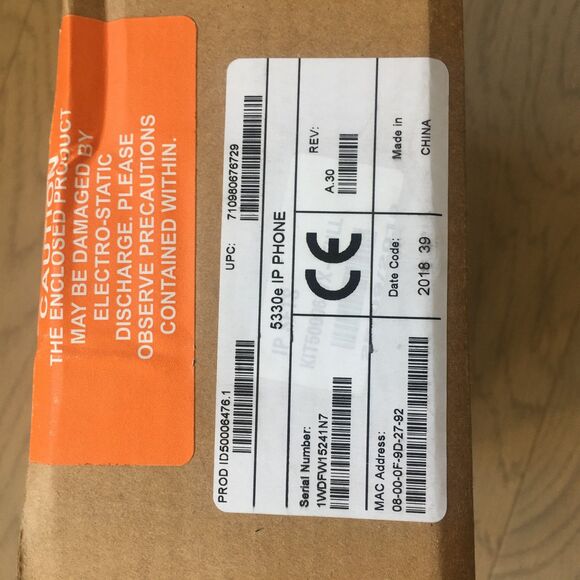 CAUTION
THE ENCLOSED PRODUCT
MAY BE DAMAGED BY
ELECTRO-STATIC
DISCHARGE. PLEASE
OBSERVE PRECAUTIONS
CONTAINED WITHIN.
PROD ID50006476.1
UPC:
710980676729
5330e IP PHONE
Serial Number:
1WDFW15241N7
REV:
A.30
MAC Address:
08-00-0F-9D-27-92
Date Code:
2018 39
Made in
CHINA
CE